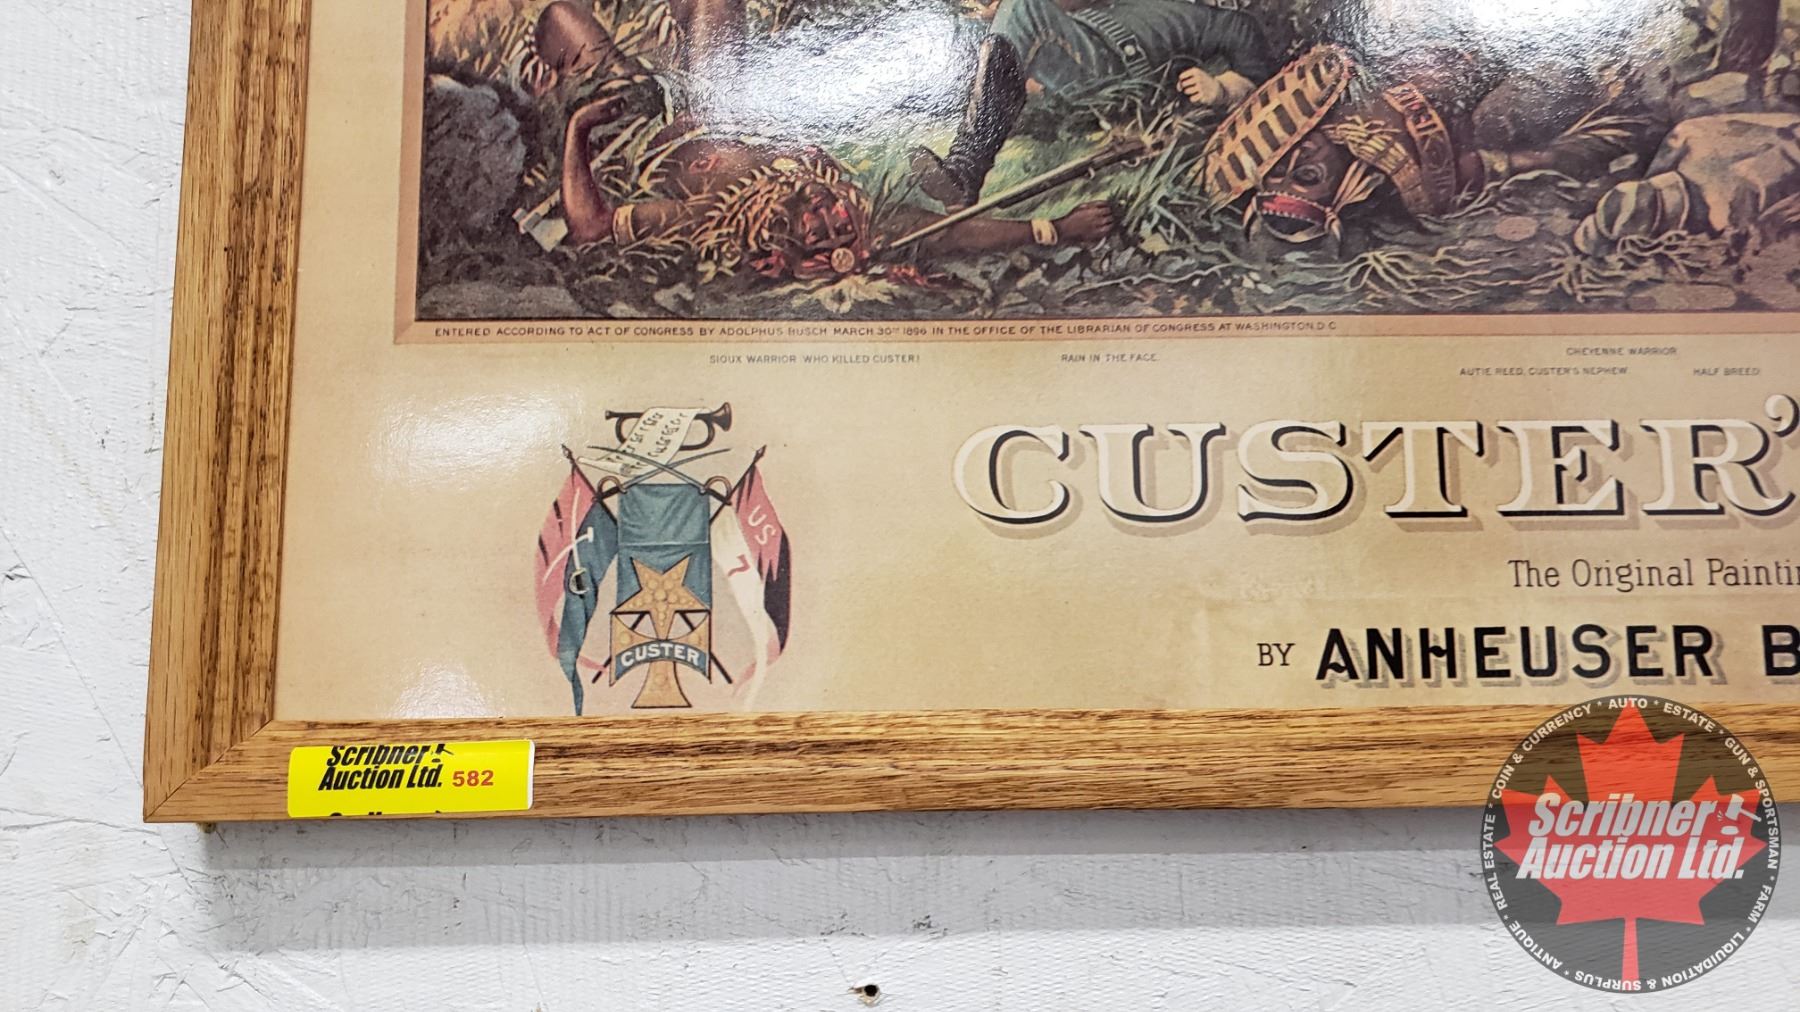 ENTERED ACCORDING TO ACT OF CONGRESS BY ADOLPHUS BUSCH MARCH 30TH 1896 IN THE OFFICE OF THE LIBRARIAN OF CONGRESS AT WASHINGTON, D.C
SIOUX WARRIOR WHO KILLED CUSTER!
RAIN IN THE FACE.
CHEYENNE WARRIOR
AUTIE REED, CUSTER'S NEPHEW.
HALF BREED
CUSTER'
US
7
CUSTER
The Original Paintin
BY ANHEUSER B
Scribner
Auction Ltd. 582
REAL ESTATE * COIN & CURRENCY * AUTO * ESTATE * GUN & SPORTSMAN * FARM * LIQUIDATION & SURPLUS * ANTIQUE *
Scribner
Auction Ltd.